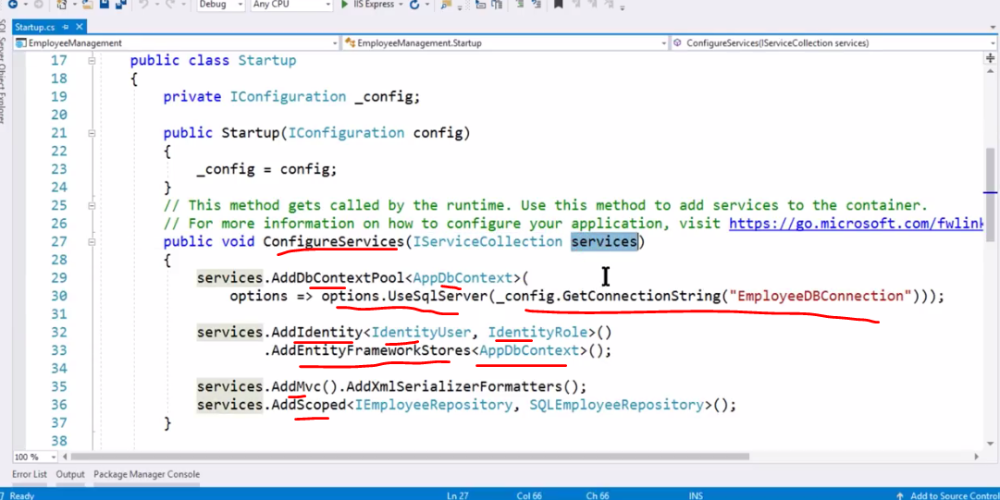 Debug Any CPU IIS Express
Startup.cs
SQL Server Object Explorer
EmployeeManagement EmployeeManagement.Startup ConfigureServices(IServiceCollection services)
17 public class Startup
18 {
19 private IConfiguration _config;
20
21 public Startup(IConfiguration config)
22 {
23 _config = config;
24 }
25 // This method gets called by the runtime. Use this method to add services to the container.
26 // For more information on how to configure your application, visit https://go.microsoft.com/fwlink
27 public void ConfigureServices(IServiceCollection services)
28 {
29 services.AddDbContextPool<AppDbContext>(
30 options => options.UseSqlServer(_config.GetConnectionString("EmployeeDBConnection")));
31
32 services.AddIdentity<IdentityUser, IdentityRole>()
33 .AddEntityFrameworkStores<AppDbContext>();
35 services.AddMvc().AddXmlSerializerFormatters();
36 services.AddScoped<IEmployeeRepository, SQLEmployeeRepository>();
37 }
38
100 %
Error List Output Package Manager Console
Ready Ln 27 Col 66 Ch 66 INS Add to Source Control